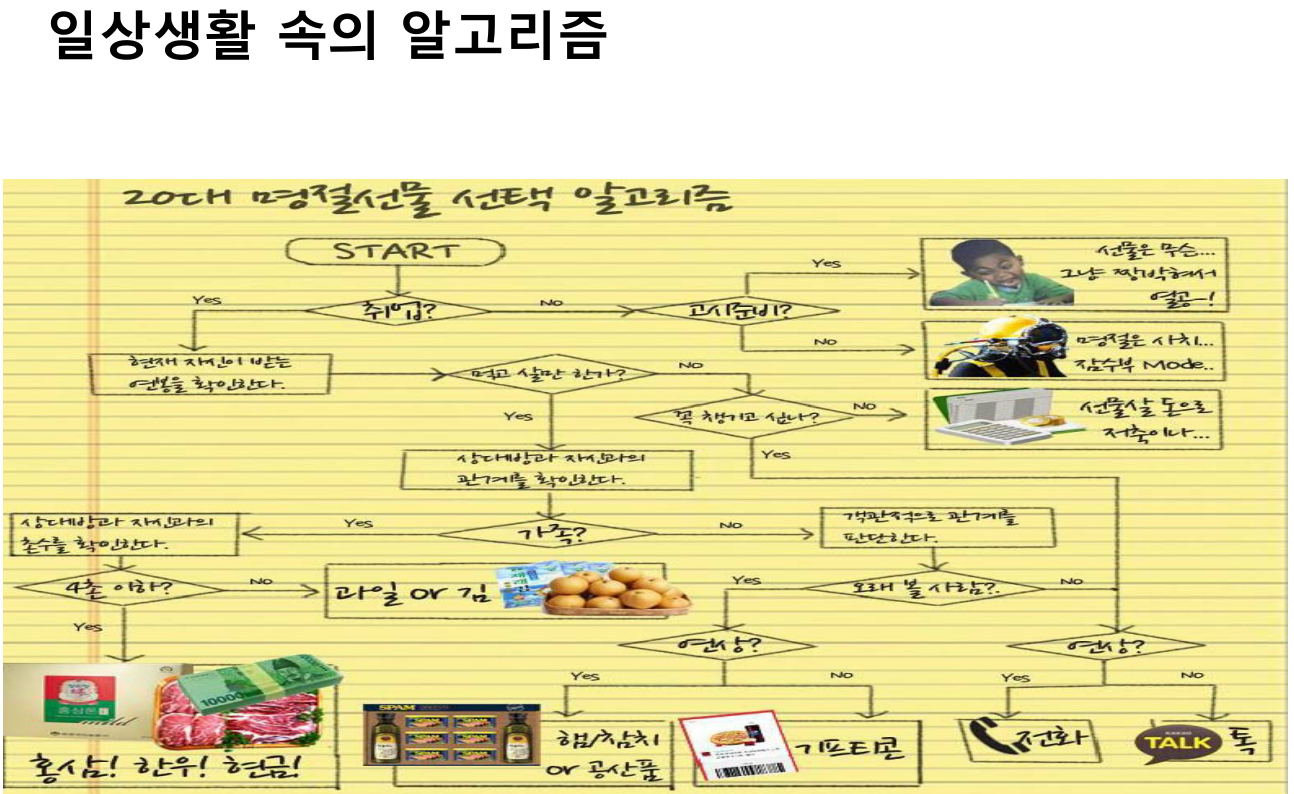 일상생활 속의 알고리즘
20대 명절선물 선택 알고리즘
START
취업?
Yes
No
고시준비?
Yes
선물은 무슨...
그냥 짱박혀서
열공~!
No
명절은 사치...
잠수부 Mode..
현재 자신이 받는
연봉을 확인한다.
먹고 살만 한가?
No
Yes
꼭 챙기고 싶나?
No
선물살 돈으로
저축이나...
Yes
상대방과 자신과의
관계를 확인한다.
가족?
Yes
No
상대방과 자신과의
촌수를 확인한다.
객관적으로 관계를
판단한다.
4촌 이하?
No
과일 or 김
Yes
오래 볼 사람?
Yes
No
연상?
연상?
Yes
No
Yes
No
홍삼톤
mild
10000
홍삼! 한우! 현금!
SPAM
햄/참치
or 공산품
기프티콘
전화
TALK
톡